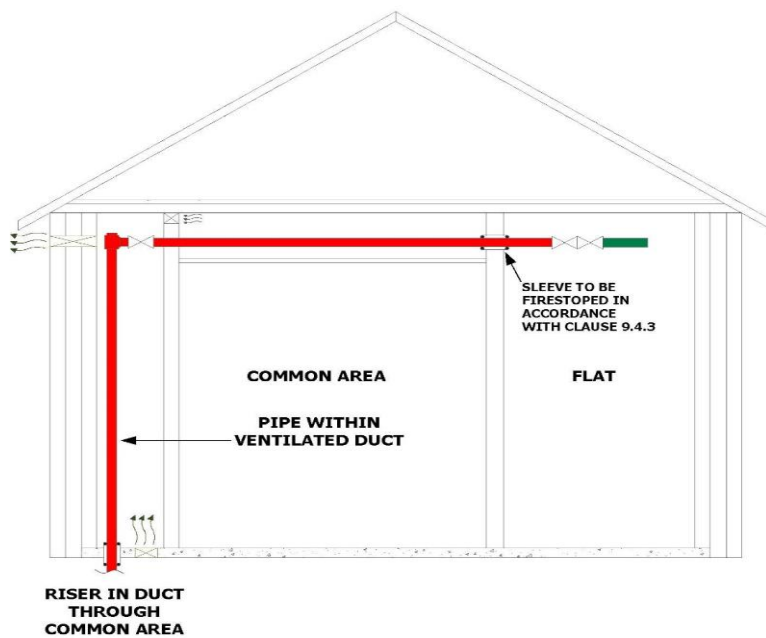 SLEEVE TO BE
FIRESTOPED IN
ACCORDANCE
WITH CLAUSE 9.4.3
COMMON AREA
FLAT
PIPE WITHIN
VENTILATED DUCT
RISER IN DUCT
THROUGH
COMMON AREA